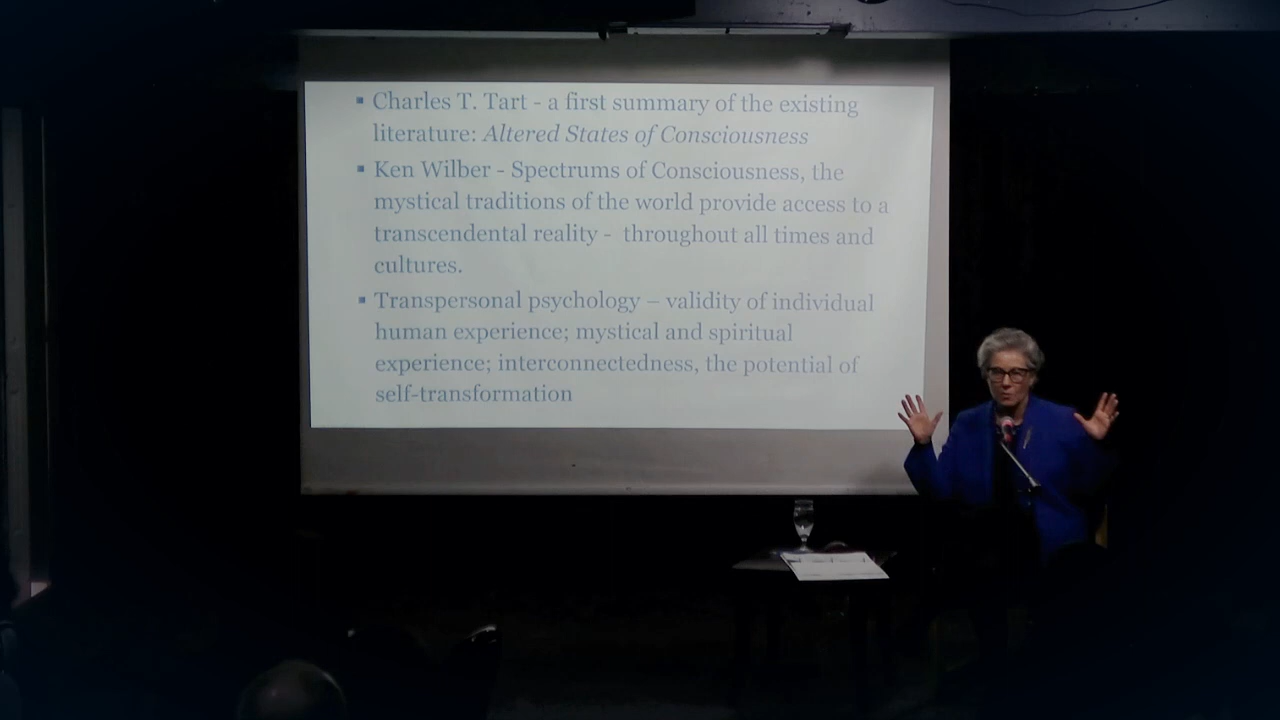 ▪ Charles T. Tart - a first summary of the existing
literature: Altered States of Consciousness
▪ Ken Wilber - Spectrums of Consciousness, the
mystical traditions of the world provide access to a
transcendental reality - throughout all times and
cultures.
▪ Transpersonal psychology – validity of individual
human experience; mystical and spiritual
experience; interconnectedness, the potential of
self-transformation